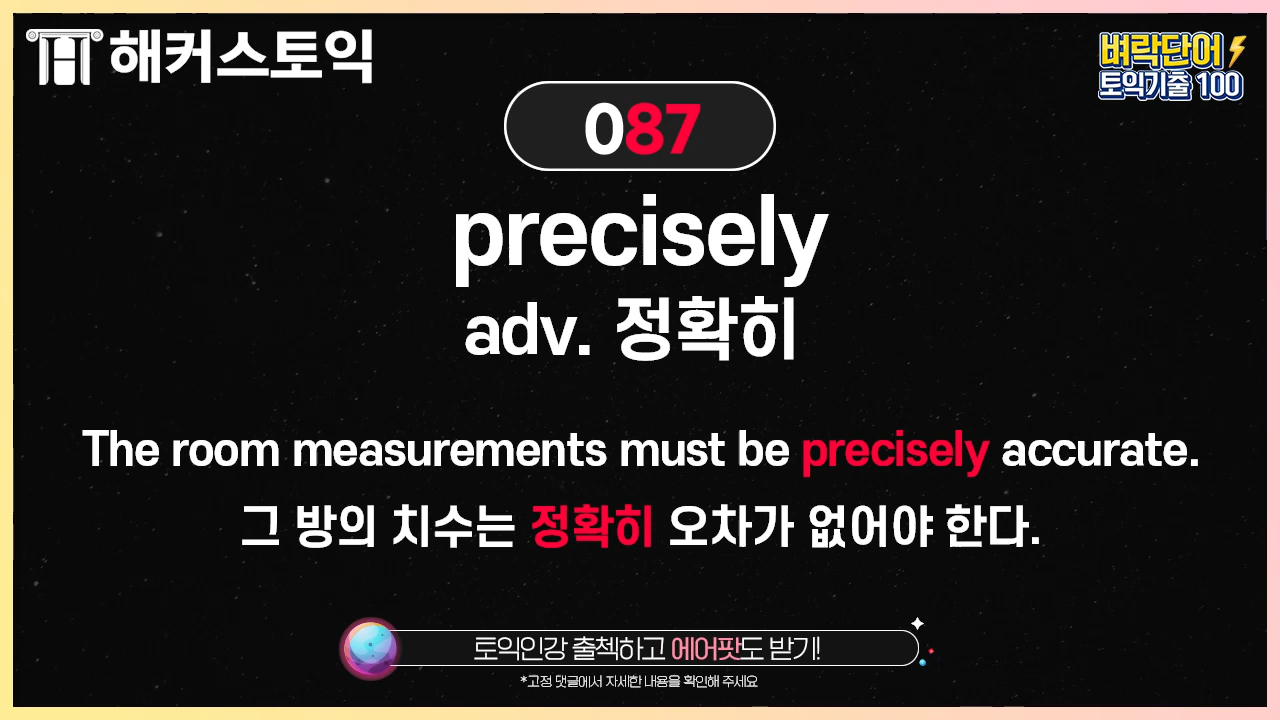 해커스토익
벼락단어
토익기출 100
087
precisely
adv. 정확히
The room measurements must be precisely accurate.
그 방의 치수는 정확히 오차가 없어야 한다.
토익인강 출첵하고 에어팟도 받기!
*고정 댓글에서 자세한 내용을 확인해 주세요